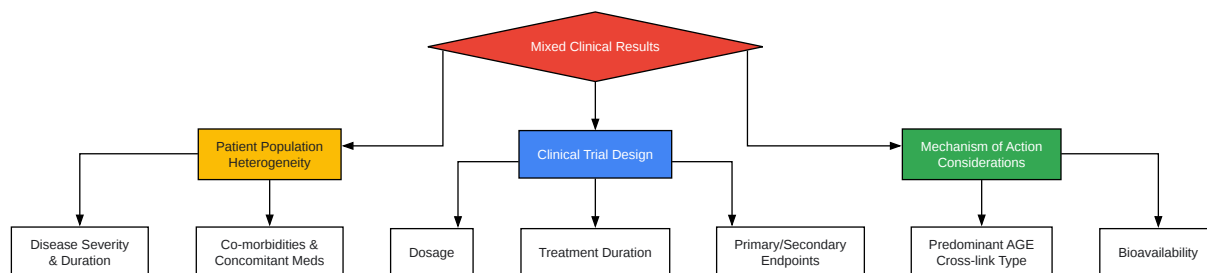 Mixed Clinical Results
Patient Population
Heterogeneity
Clinical Trial Design
Mechanism of Action
Considerations
Disease Severity
& Duration
Co-morbidities &
Concomitant Meds
Dosage
Treatment Duration
Primary/Secondary
Endpoints
Predominant AGE
Cross-link Type
Bioavailability